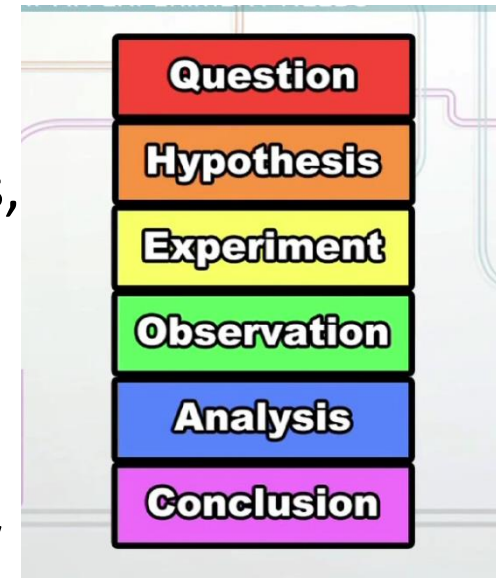 Question
Hypothesis
Experiment
Observation
Analysis
Conclusion